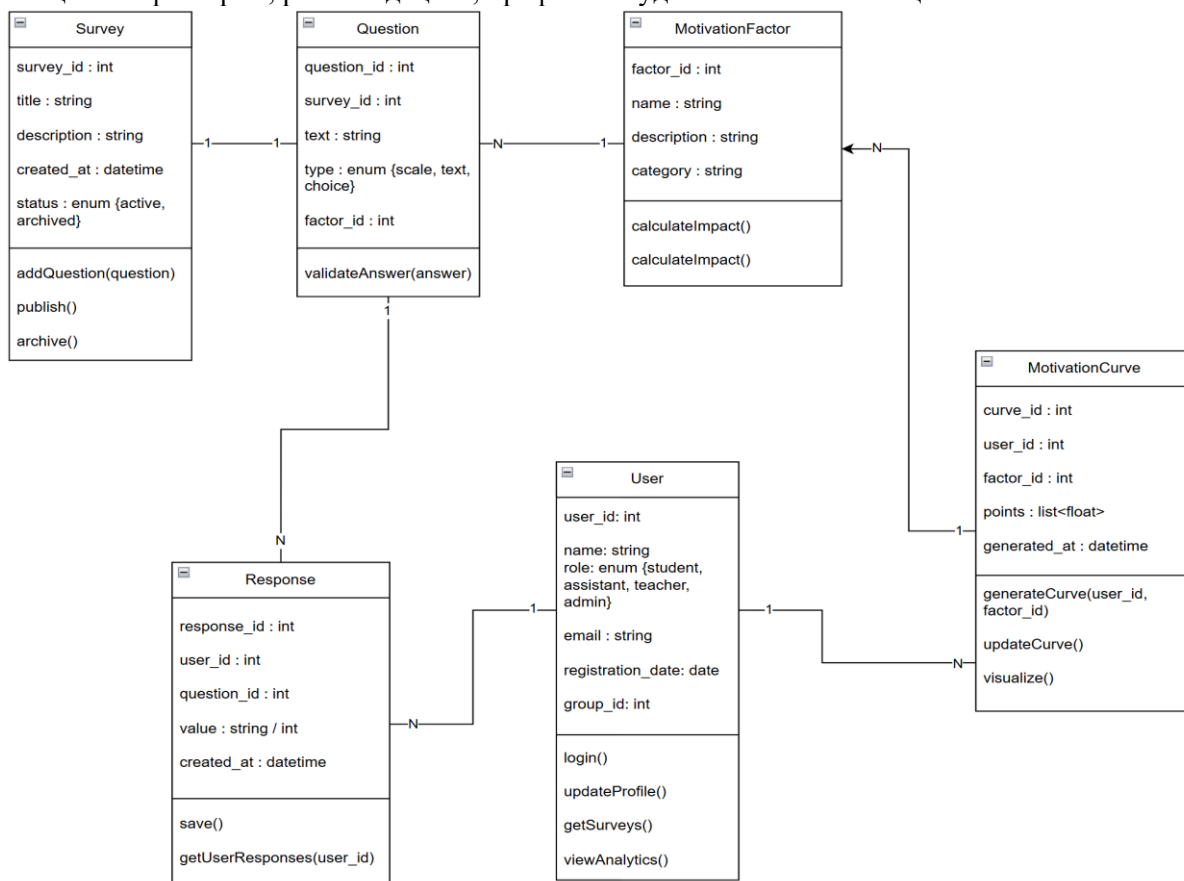 Survey
survey_id : int
title : string
description : string
created_at : datetime
status : enum {active,
archived}
addQuestion(question)
publish()
archive()
1
1
Question
question_id : int
survey_id : int
text : string
type : enum {scale, text,
choice}
factor_id : int
validateAnswer(answer)
N
1
MotivationFactor
factor_id : int
name : string
description : string
category : string
calculateImpact()
calculateImpact()
N
1
MotivationCurve
curve_id : int
user_id : int
factor_id : int
points : list<float>
generated_at : datetime
generateCurve(user_id,
factor_id)
updateCurve()
visualize()
1
N
Response
response_id : int
user_id : int
question_id : int
value : string / int
created_at : datetime
save()
getUserResponses(user_id)
N
1
User
user_id: int
name: string
role: enum {student,
assistant, teacher,
admin}
email : string
registration_date: date
group_id: int
login()
updateProfile()
getSurveys()
viewAnalytics()
1
N